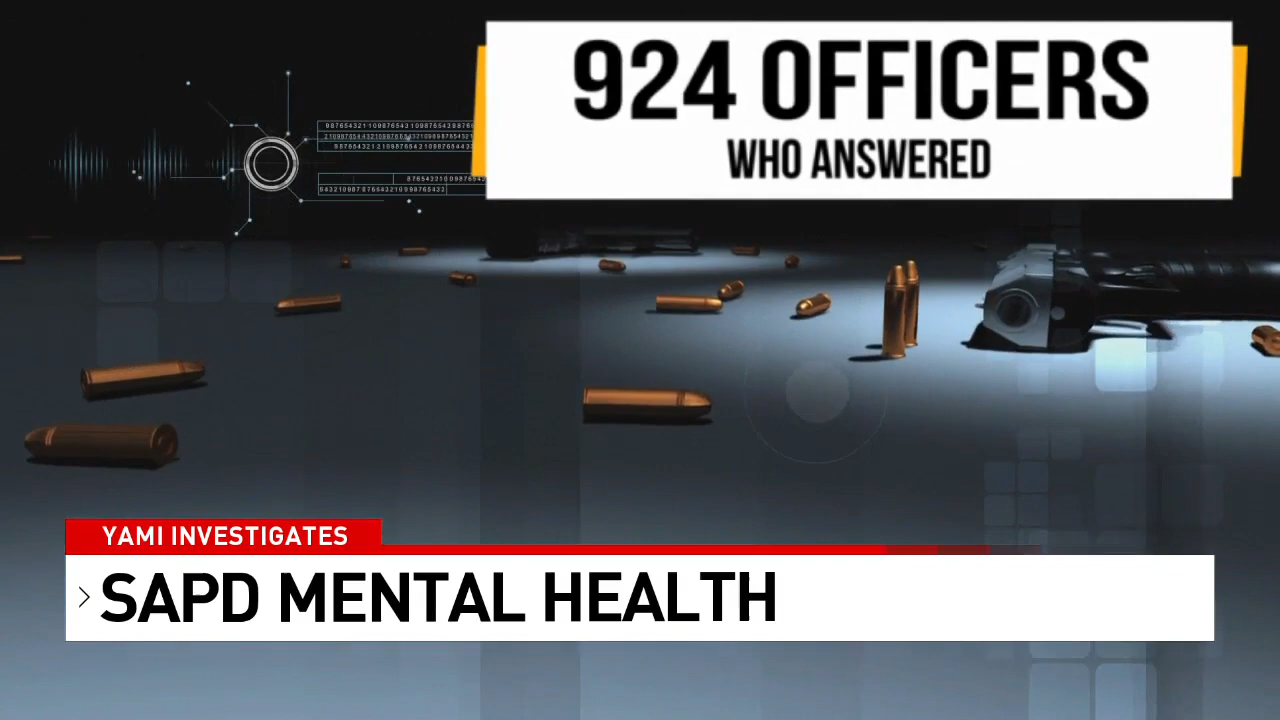 924 OFFICERS
WHO ANSWERED
YAMI INVESTIGATES
SAPD MENTAL HEALTH